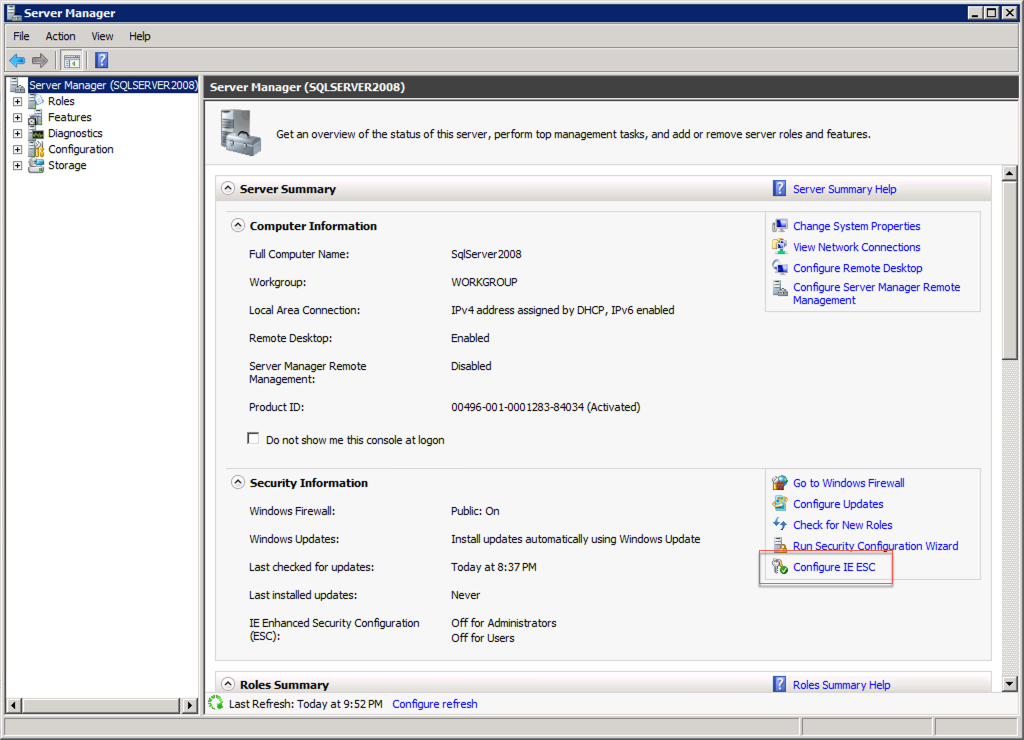 Server Manager
File Action View Help
Server Manager (SQLSERVER2008)
Roles
Features
Diagnostics
Configuration
Storage
Server Manager (SQLSERVER2008)
Get an overview of the status of this server, perform top management tasks, and add or remove server roles and features.
Server Summary
Server Summary Help
Computer Information
Full Computer Name: SqlServer2008
Workgroup: WORKGROUP
Local Area Connection: IPv4 address assigned by DHCP, IPv6 enabled
Remote Desktop: Enabled
Server Manager Remote
Management:
Disabled
Product ID: 00496-001-0001283-84034 (Activated)
Do not show me this console at logon
Change System Properties
View Network Connections
Configure Remote Desktop
Configure Server Manager Remote
Management
Security Information
Windows Firewall: Public: On
Windows Updates: Install updates automatically using Windows Update
Last checked for updates: Today at 8:37 PM
Last installed updates: Never
IE Enhanced Security Configuration
(ESC):
Off for Administrators
Off for Users
Go to Windows Firewall
Configure Updates
Check for New Roles
Run Security Configuration Wizard
Configure IE ESC
Roles Summary
Roles Summary Help
Last Refresh: Today at 9:52 PM Configure refresh